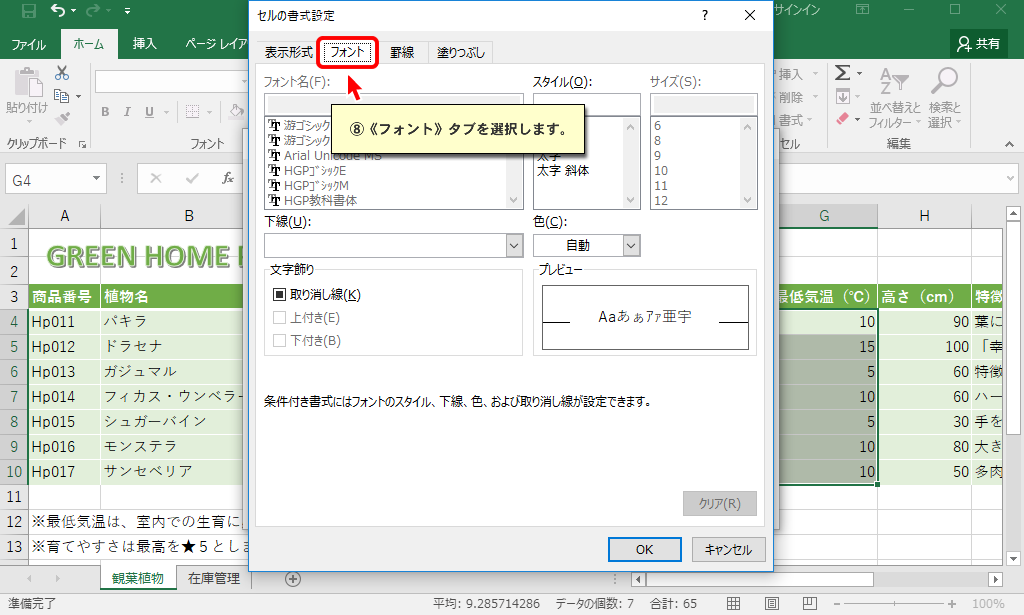 セルの書式設定
?
サインイン
ファイル
ホーム
挿入
ページ レイア
共有
表示形式
フォント
罫線
塗りつぶし
フォント名(F):
スタイル(O):
サイズ(S):
⑧《フォント》タブを選択します。
貼り付け
クリップボード
B I U
フォント
挿入
削除
書式
セル
並べ替えと
フィルター
検索と
選択
編集
游ゴシック
游ゴシック
Arial Unicode MS
HGPｺﾞｼｯｸE
HGPｺﾞｼｯｸM
HGP教科書体
太字
太字 斜体
6
8
9
10
11
12
G4
fx
下線(U):
色(C):
自動
文字飾り
取り消し線(K)
上付き(E)
下付き(B)
プレビュー
Aaあぁアァ亜宇
条件付き書式にはフォントのスタイル、下線、色、および取り消し線が設定できます。
クリア(R)
OK
キャンセル
A B G H
1 GREEN HOME
2
3 商品番号 植物名 最低気温（℃） 高さ（cm） 特徴
4 Hp011 パキラ 10 90 葉に
5 Hp012 ドラセナ 15 100 「幸
6 Hp013 ガジュマル 5 60 特徴
7 Hp014 フィカス・ウンベラー 10 60 ハー
8 Hp015 シュガーバイン 5 30 手を
9 Hp016 モンステラ 10 80 大き
10 Hp017 サンセベリア 10 50 多肉
11
12 ※最低気温は、室内での生育に
13 ※育てやすさは最高を★５としま
観葉植物
在庫管理
準備完了
平均: 9.285714286 データの個数: 7 合計: 65
100%